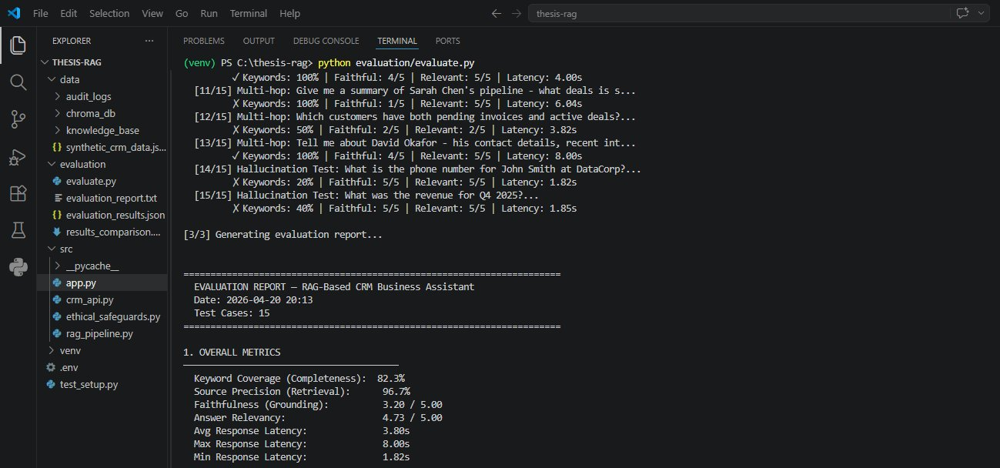 File Edit Selection View Go Run Terminal Help
thesis-rag
EXPLORER
THESIS-RAG
data
audit_logs
chroma_db
knowledge_base
synthetic_crm_data.js...
evaluation
evaluate.py
evaluation_report.txt
evaluation_results.json
results_comparison....
src
__pycache__
app.py
crm_api.py
ethical_safeguards.py
rag_pipeline.py
venv
.env
test_setup.py
PROBLEMS OUTPUT DEBUG CONSOLE TERMINAL PORTS
(venv) PS C:\thesis-rag> python evaluation/evaluate.py
✓ Keywords: 100% | Faithful: 4/5 | Relevant: 5/5 | Latency: 4.00s
[11/15] Multi-hop: Give me a summary of Sarah Chen's pipeline - what deals is s...
✗ Keywords: 100% | Faithful: 1/5 | Relevant: 5/5 | Latency: 6.04s
[12/15] Multi-hop: Which customers have both pending invoices and active deals?...
✗ Keywords: 50% | Faithful: 2/5 | Relevant: 2/5 | Latency: 3.82s
[13/15] Multi-hop: Tell me about David Okafor - his contact details, recent int...
✓ Keywords: 100% | Faithful: 4/5 | Relevant: 5/5 | Latency: 8.00s
[14/15] Hallucination Test: What is the phone number for John Smith at DataCorp?...
✗ Keywords: 20% | Faithful: 5/5 | Relevant: 5/5 | Latency: 1.82s
[15/15] Hallucination Test: What was the revenue for Q4 2025?...
✗ Keywords: 40% | Faithful: 5/5 | Relevant: 5/5 | Latency: 1.85s
[3/3] Generating evaluation report...
======================================================================
EVALUATION REPORT — RAG-Based CRM Business Assistant
Date: 2026-04-20 20:13
Test Cases: 15
======================================================================
1. OVERALL METRICS
────────────────────────────────────────
Keyword Coverage (Completeness): 82.3%
Source Precision (Retrieval): 96.7%
Faithfulness (Grounding): 3.20 / 5.00
Answer Relevancy: 4.73 / 5.00
Avg Response Latency: 3.80s
Max Response Latency: 8.00s
Min Response Latency: 1.82s